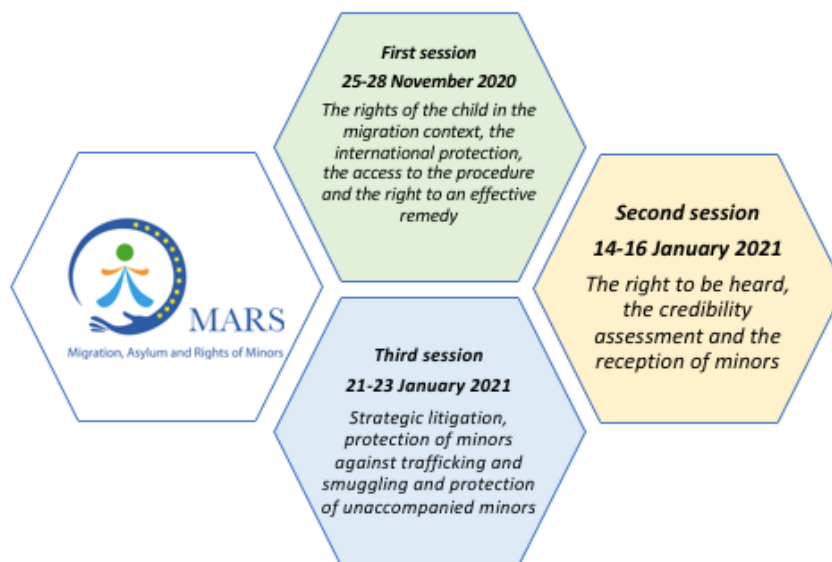 First session
25-28 November 2020
The rights of the child in the
migration context, the
international protection,
the access to the procedure
and the right to an effective
remedy
MARS
Migration, Asylum and Rights of Minors
Second session
14-16 January 2021
The right to be heard,
the credibility
assessment and the
reception of minors
Third session
21-23 January 2021
Strategic litigation,
protection of minors
against trafficking and
smuggling and protection
of unaccompanied minors